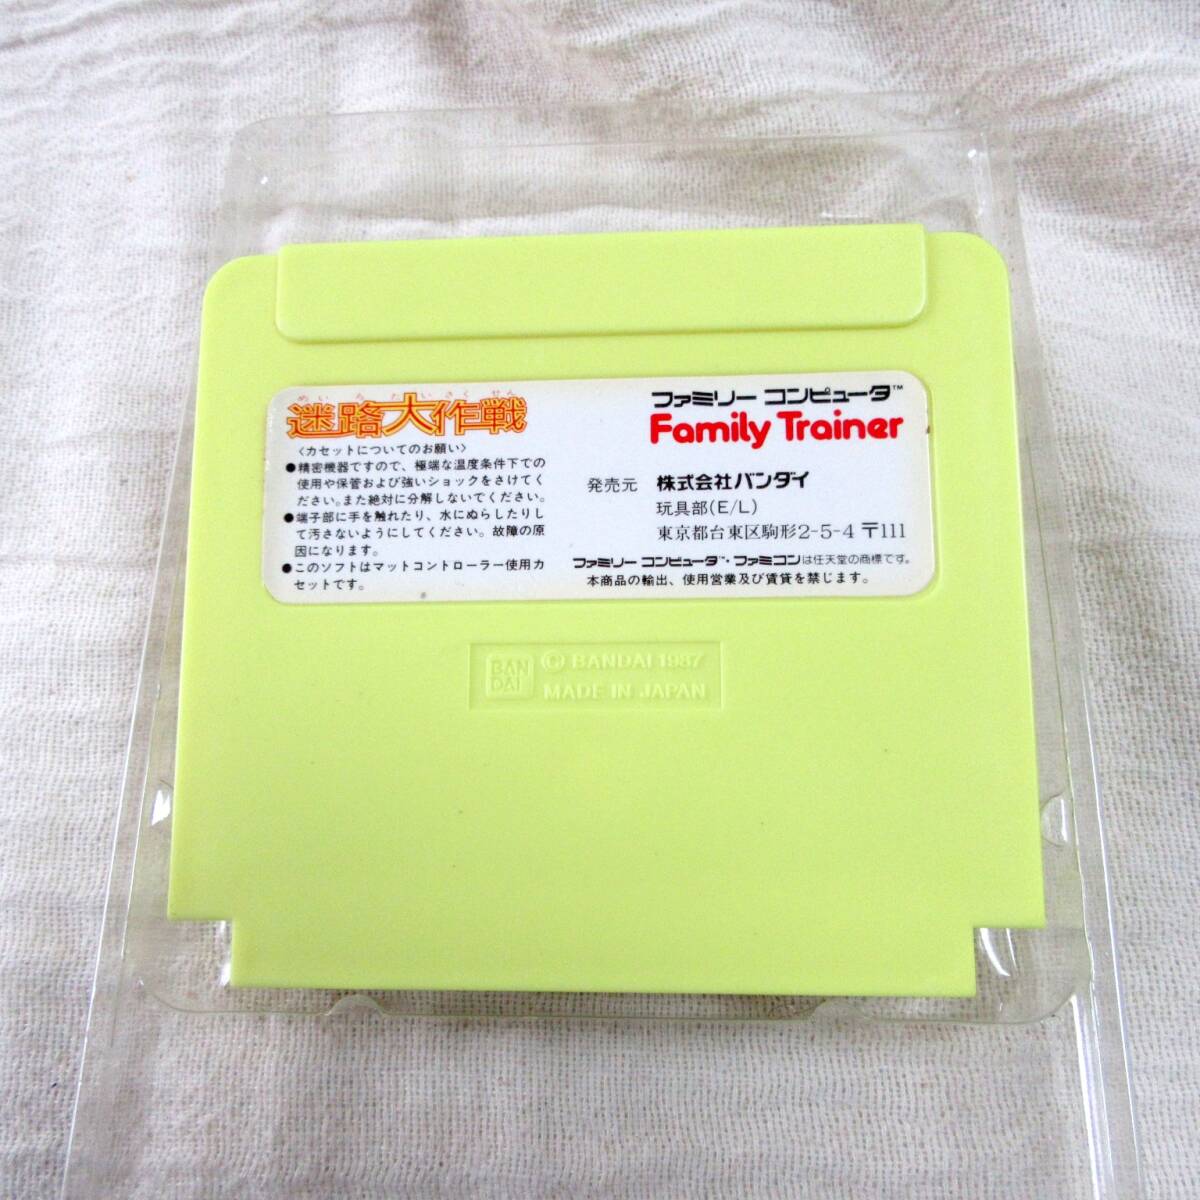 めいろだいさくせん
迷路大作戦
〈カセットについてのお願い〉
●精密機器ですので、極端な温度条件下での
使用や保管および強いショックをさけてく
ださい。また絶対に分解しないでください。
●端子部に手を触れたり、水にぬらしたりし
て汚さないようにしてください。故障の原
因になります。
●このソフトはマットコントローラー使用カ
セットです。
ファミリー コンピュータ™
Family Trainer
発売元 株式会社バンダイ
玩具部(E/L)
東京都台東区駒形2-5-4 〒111
ファミリー コンピュータ・ファミコンは任天堂の商標です。
本商品の輸出、使用営業及び賃貸を禁じます。
BAN
DAI
© BANDAI 1987
MADE IN JAPAN